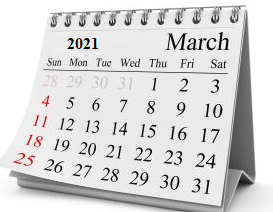 2021 March
Sun Mon Tue Wed Thu Fri Sat
28 29 30 31 1 2 3
4 5 6 7 8 9 10
11 12 13 14 15 16 17
18 19 20 21 22 23 24
25 26 27 28 29 30 31